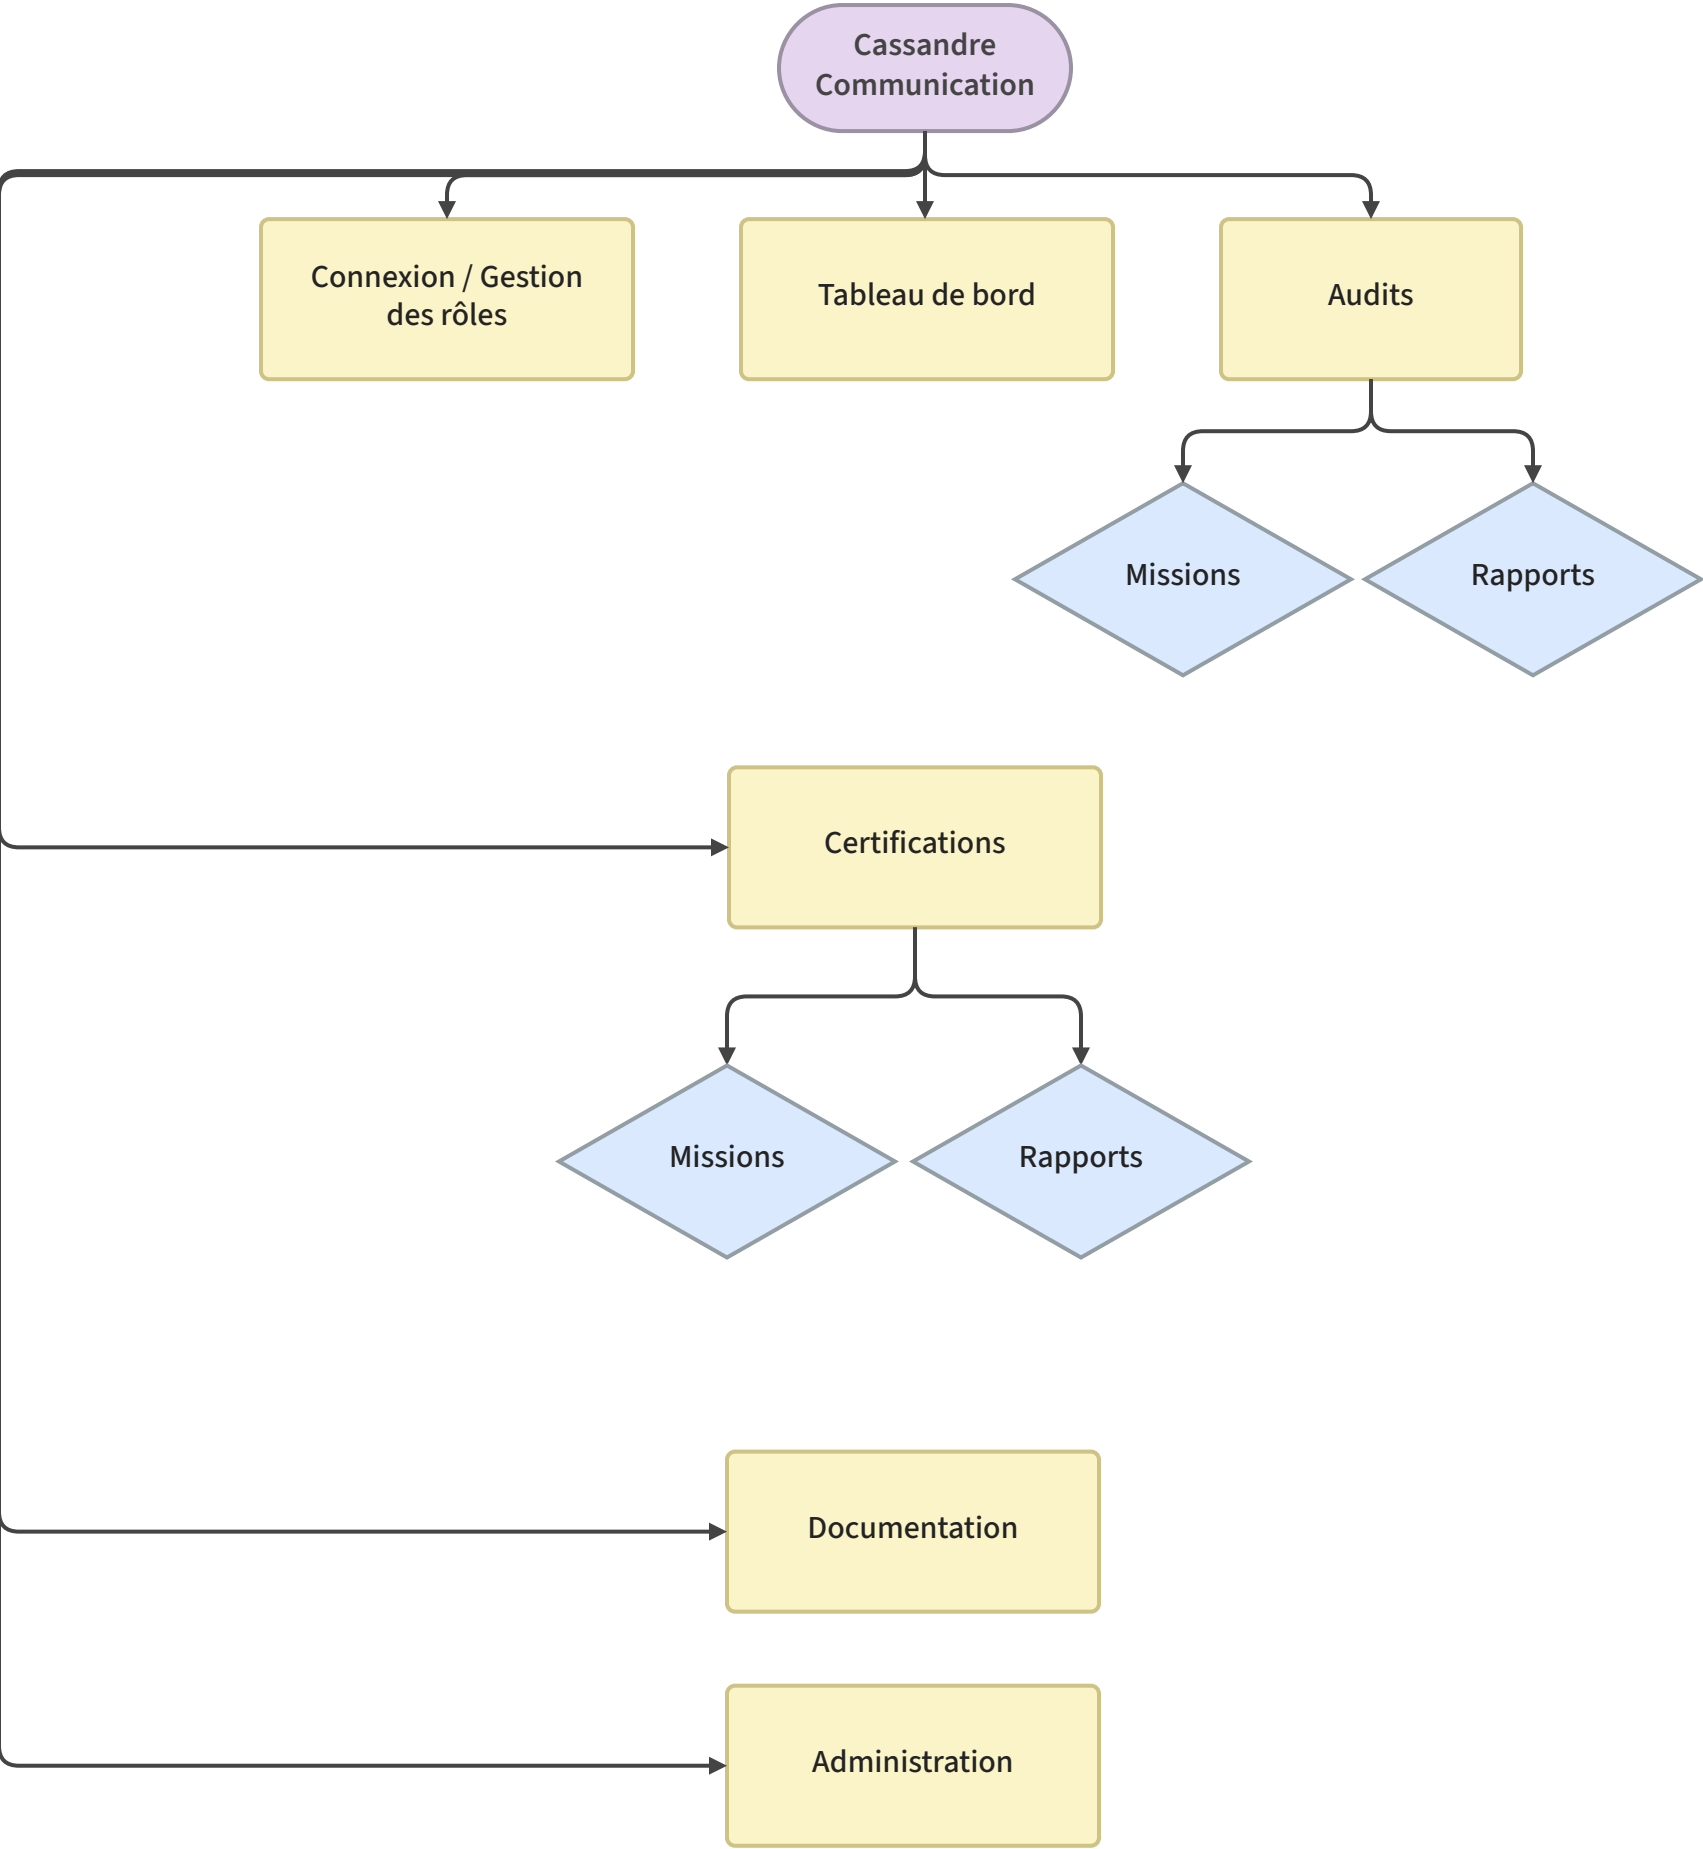 Cassandre
Communication
Connexion / Gestion
des rôles
Tableau de bord
Audits
Missions
Rapports
Certifications
Missions
Rapports
Documentation
Administration